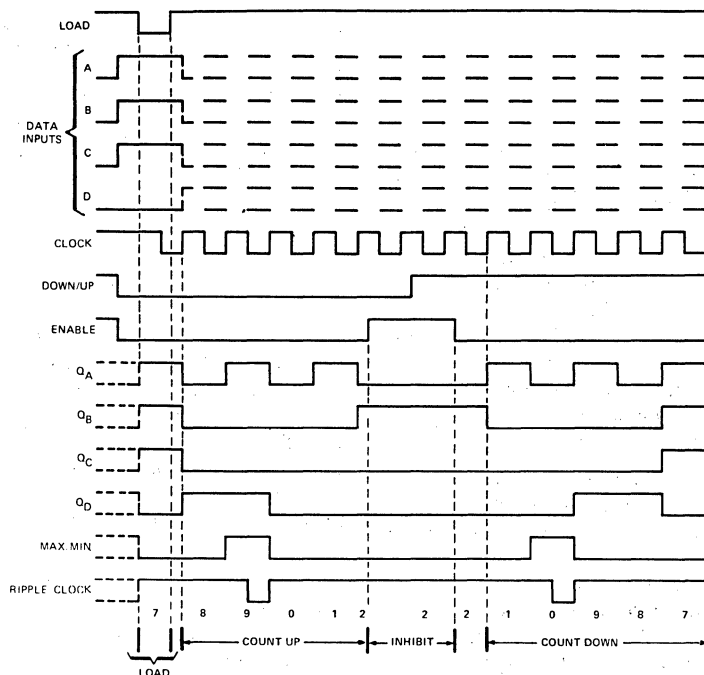 LOAD
A
B
DATA INPUTS
C
D
CLOCK
DOWN/UP
ENABLE
QA
QB
QC
QD
MAX. MIN
RIPPLE CLOCK
7 8 9 0 1 2 2 2 1 0 9 8 7
COUNT UP INHIBIT COUNT DOWN
LOAD